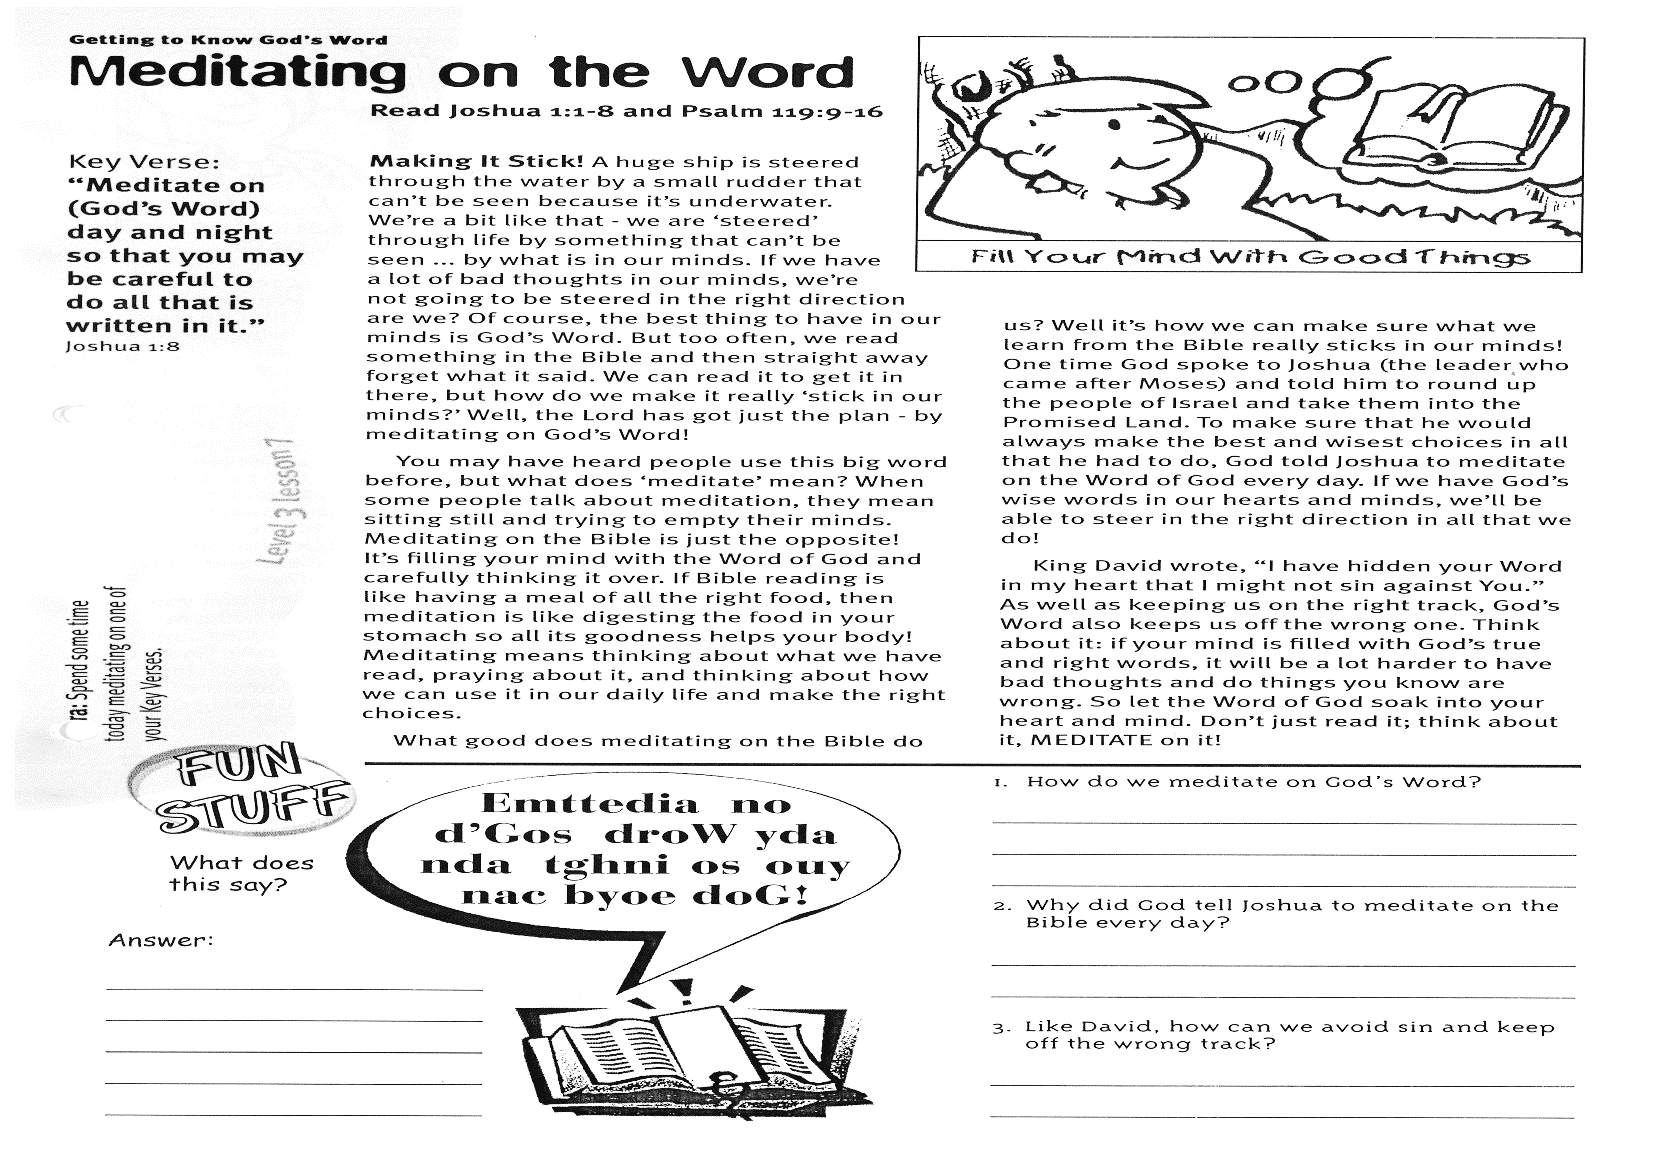 Getting to Know God's Word
Meditating on the Word
Read Joshua 1:1-8 and Psalm 119:9-16
Key Verse:
“Meditate on
(God's Word)
day and night
so that you may
be careful to
do all that is
written in it.”
Joshua 1:8
Level 3 lesson 1
ra: Spend some time
today meditating on one of
your Key Verses.
Making It Stick! A huge ship is steered
through the water by a small rudder that
can't be seen because it's underwater.
We're a bit like that - we are ‘steered’
through life by something that can't be
seen ... by what is in our minds. If we have
a lot of bad thoughts in our minds, we're
not going to be steered in the right direction
are we? Of course, the best thing to have in our
minds is God's Word. But too often, we read
something in the Bible and then straight away
forget what it said. We can read it to get it in
there, but how do we make it really ‘stick in our
minds?’ Well, the Lord has got just the plan - by
meditating on God's Word!
You may have heard people use this big word
before, but what does ‘meditate’ mean? When
some people talk about meditation, they mean
sitting still and trying to empty their minds.
Meditating on the Bible is just the opposite!
It's filling your mind with the Word of God and
carefully thinking it over. If Bible reading is
like having a meal of all the right food, then
meditation is like digesting the food in your
stomach so all its goodness helps your body!
Meditating means thinking about what we have
read, praying about it, and thinking about how
we can use it in our daily life and make the right
choices.
What good does meditating on the Bible do
Fill Your Mind With Good Things
us? Well it's how we can make sure what we
learn from the Bible really sticks in our minds!
One time God spoke to Joshua (the leader who
came after Moses) and told him to round up
the people of Israel and take them into the
Promised Land. To make sure that he would
always make the best and wisest choices in all
that he had to do, God told Joshua to meditate
on the Word of God every day. If we have God's
wise words in our hearts and minds, we'll be
able to steer in the right direction in all that we
do!
King David wrote, “I have hidden your Word
in my heart that I might not sin against You.”
As well as keeping us on the right track, God's
Word also keeps us off the wrong one. Think
about it: if your mind is filled with God's true
and right words, it will be a lot harder to have
bad thoughts and do things you know are
wrong. So let the Word of God soak into your
heart and mind. Don't just read it; think about
it, MEDITATE on it!
FUN
STUFF
What does
this say?
Answer:
Emttedia no
d'Gos droW yda
nda tghni os ouy
nac byoe doG!
1. How do we meditate on God's Word?
2. Why did God tell Joshua to meditate on the
Bible every day?
3. Like David, how can we avoid sin and keep
off the wrong track?